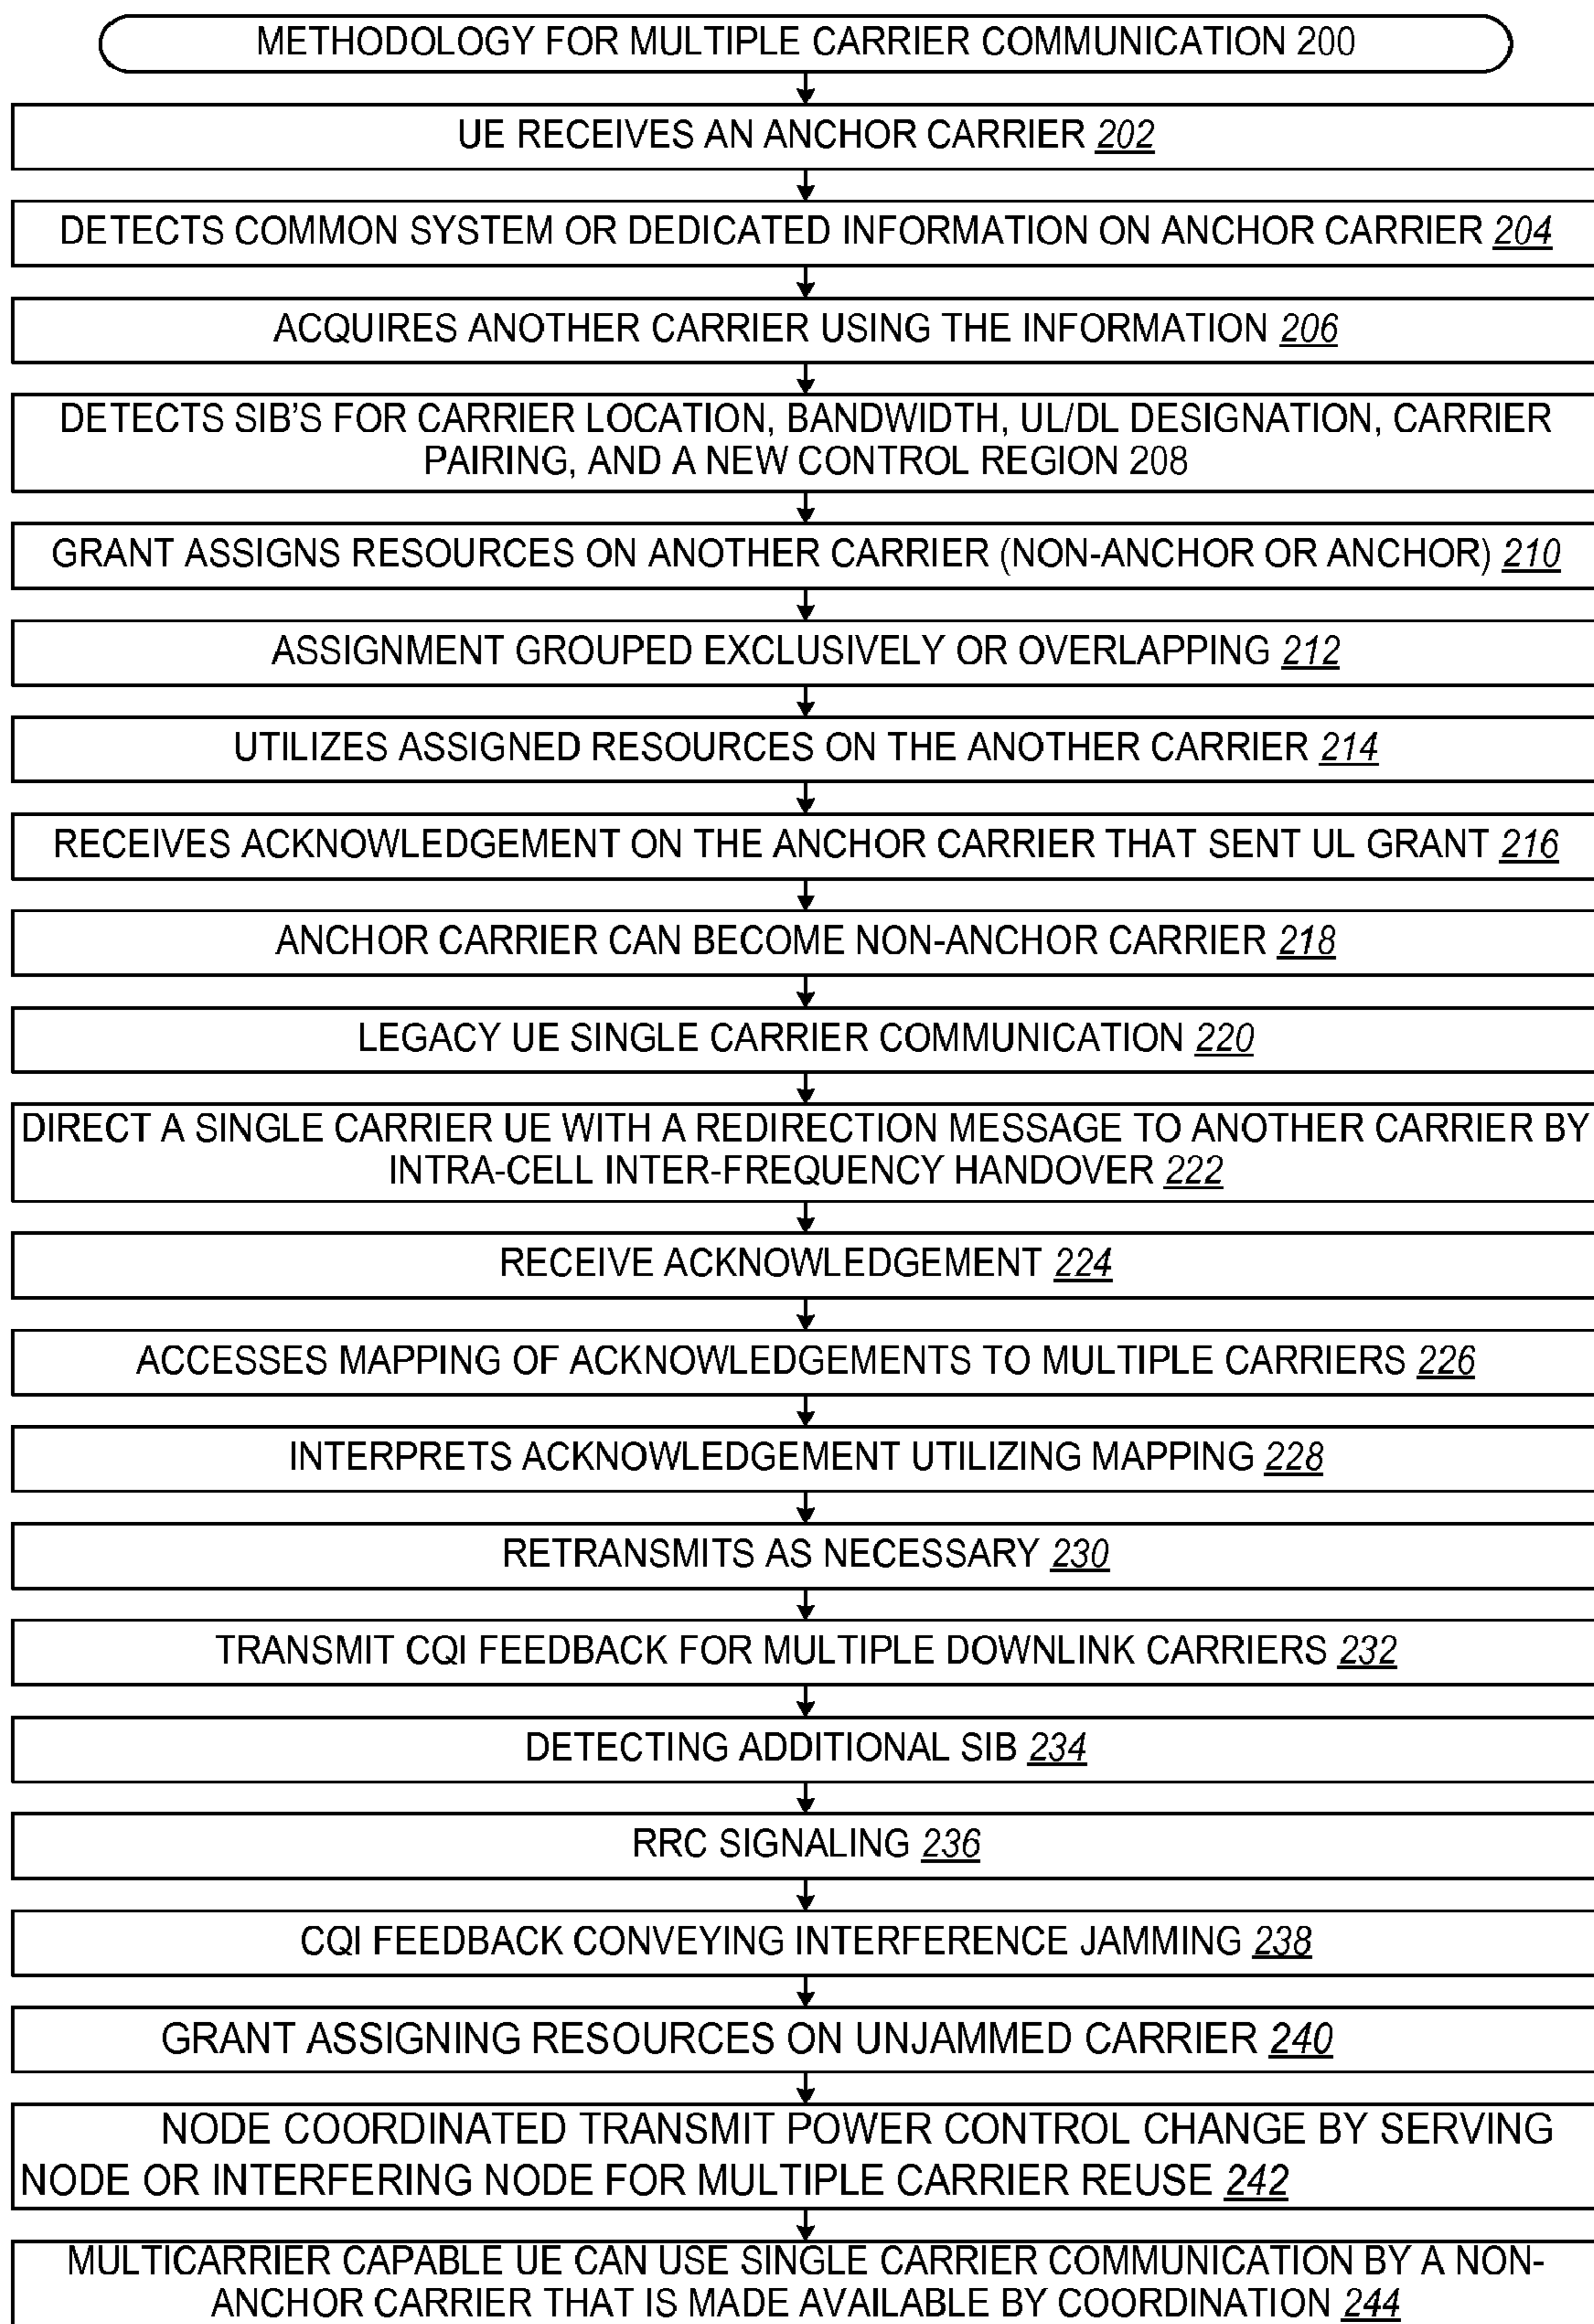 METHODOLOGY FOR MULTIPLE CARRIER COMMUNICATION 200
UE RECEIVES AN ANCHOR CARRIER 202
DETECTS COMMON SYSTEM OR DEDICATED INFORMATION ON ANCHOR CARRIER 204
ACQUIRES ANOTHER CARRIER USING THE INFORMATION 206
DETECTS SIB'S FOR CARRIER LOCATION, BANDWIDTH, UL/DL DESIGNATION, CARRIER
PAIRING, AND A NEW CONTROL REGION 208
GRANT ASSIGNS RESOURCES ON ANOTHER CARRIER (NON-ANCHOR OR ANCHOR) 210
ASSIGNMENT GROUPED EXCLUSIVELY OR OVERLAPPING 212
UTILIZES ASSIGNED RESOURCES ON THE ANOTHER CARRIER 214
RECEIVES ACKNOWLEDGEMENT ON THE ANCHOR CARRIER THAT SENT UL GRANT 216
ANCHOR CARRIER CAN BECOME NON-ANCHOR CARRIER 218
LEGACY UE SINGLE CARRIER COMMUNICATION 220
DIRECT A SINGLE CARRIER UE WITH A REDIRECTION MESSAGE TO ANOTHER CARRIER BY
INTRA-CELL INTER-FREQUENCY HANDOVER 222
RECEIVE ACKNOWLEDGEMENT 224
ACCESSES MAPPING OF ACKNOWLEDGEMENTS TO MULTIPLE CARRIERS 226
INTERPRETS ACKNOWLEDGEMENT UTILIZING MAPPING 228
RETRANSMITS AS NECESSARY 230
TRANSMIT CQI FEEDBACK FOR MULTIPLE DOWNLINK CARRIERS 232
DETECTING ADDITIONAL SIB 234
RRC SIGNALING 236
CQI FEEDBACK CONVEYING INTERFERENCE JAMMING 238
GRANT ASSIGNING RESOURCES ON UNJAMMED CARRIER 240
NODE COORDINATED TRANSMIT POWER CONTROL CHANGE BY SERVING
NODE OR INTERFERING NODE FOR MULTIPLE CARRIER REUSE 242
MULTICARRIER CAPABLE UE CAN USE SINGLE CARRIER COMMUNICATION BY A NON-
ANCHOR CARRIER THAT IS MADE AVAILABLE BY COORDINATION 244